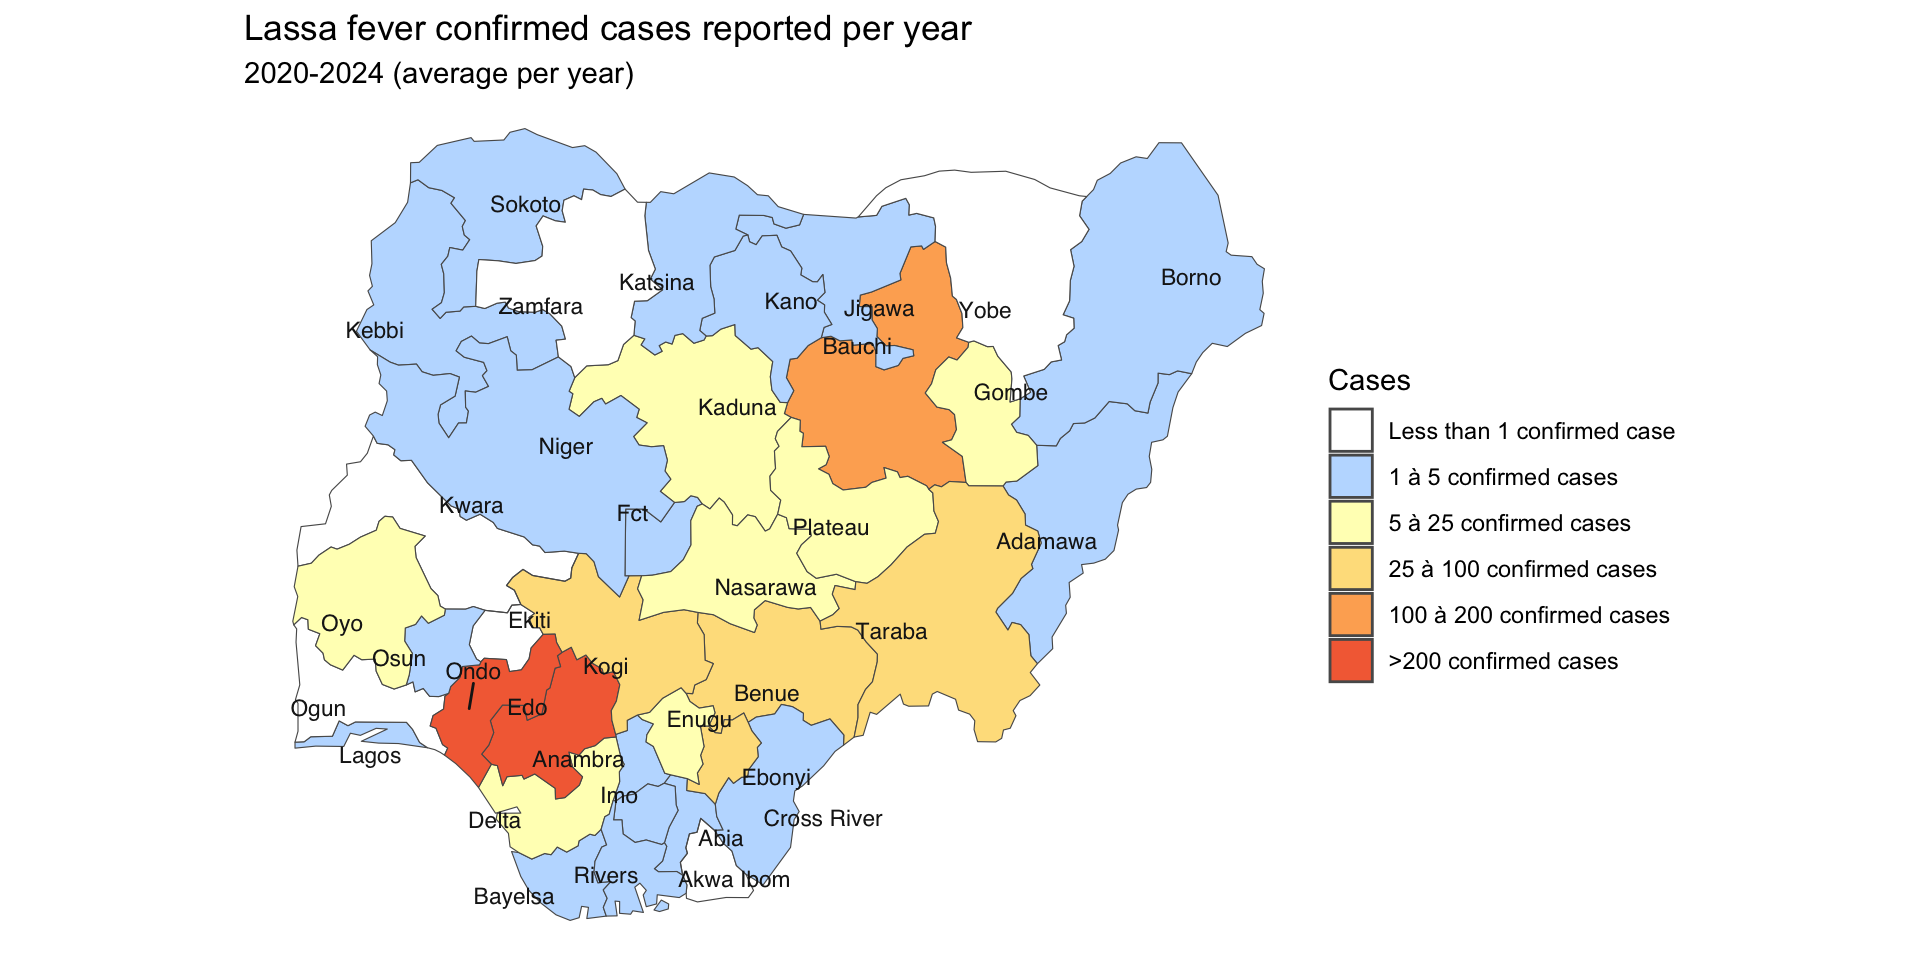 Lassa fever confirmed cases reported per year
2020-2024 (average per year)
Sokoto
Katsina
Borno
Zamfara
Kano
Jigawa
Yobe
Kebbi
Bauchi
Gombe
Kaduna
Niger
Kwara
Fct
Plateau
Adamawa
Nasarawa
Ekiti
Oyo
Taraba
Osun
Ondo
Kogi
Benue
Ogun
Edo
Enugu
Lagos
Anambra
Ebonyi
Imo
Delta
Cross River
Abia
Rivers
Akwa Ibom
Bayelsa
Cases
Less than 1 confirmed case
1 à 5 confirmed cases
5 à 25 confirmed cases
25 à 100 confirmed cases
100 à 200 confirmed cases
>200 confirmed cases